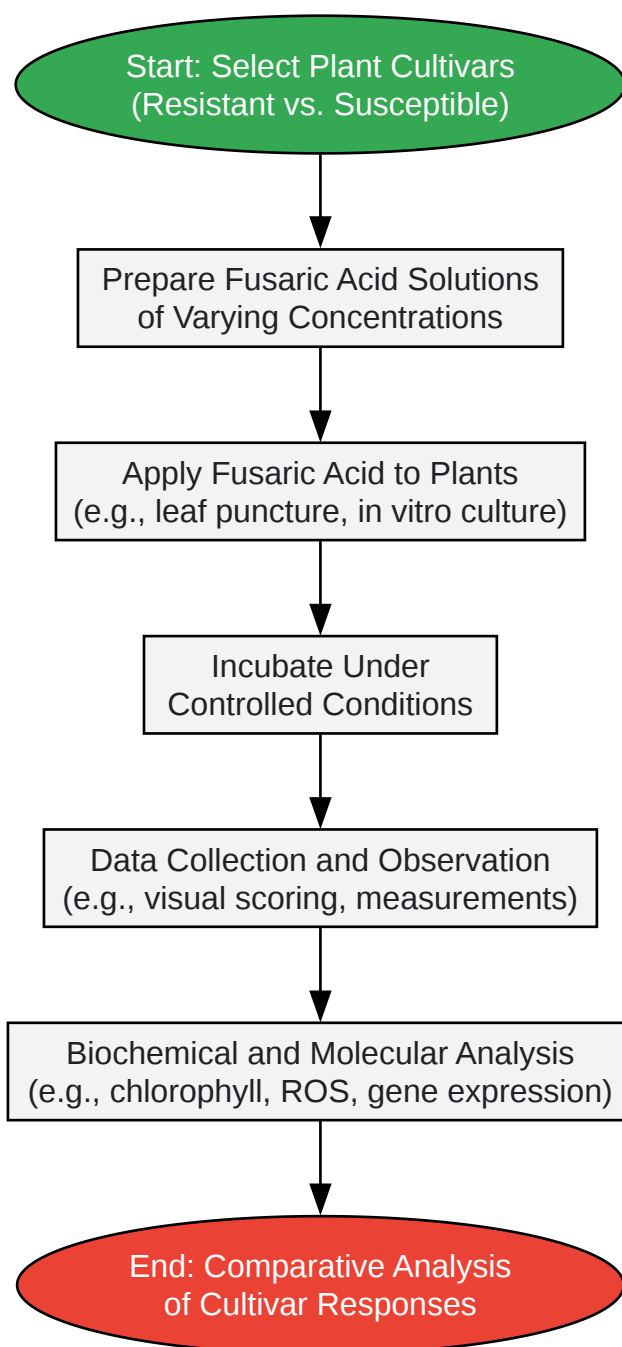 Start: Select Plant Cultivars
(Resistant vs. Susceptible)
Prepare Fusaric Acid Solutions
of Varying Concentrations
Apply Fusaric Acid to Plants
(e.g., leaf puncture, in vitro culture)
Incubate Under
Controlled Conditions
Data Collection and Observation
(e.g., visual scoring, measurements)
Biochemical and Molecular Analysis
(e.g., chlorophyll, ROS, gene expression)
End: Comparative Analysis
of Cultivar Responses